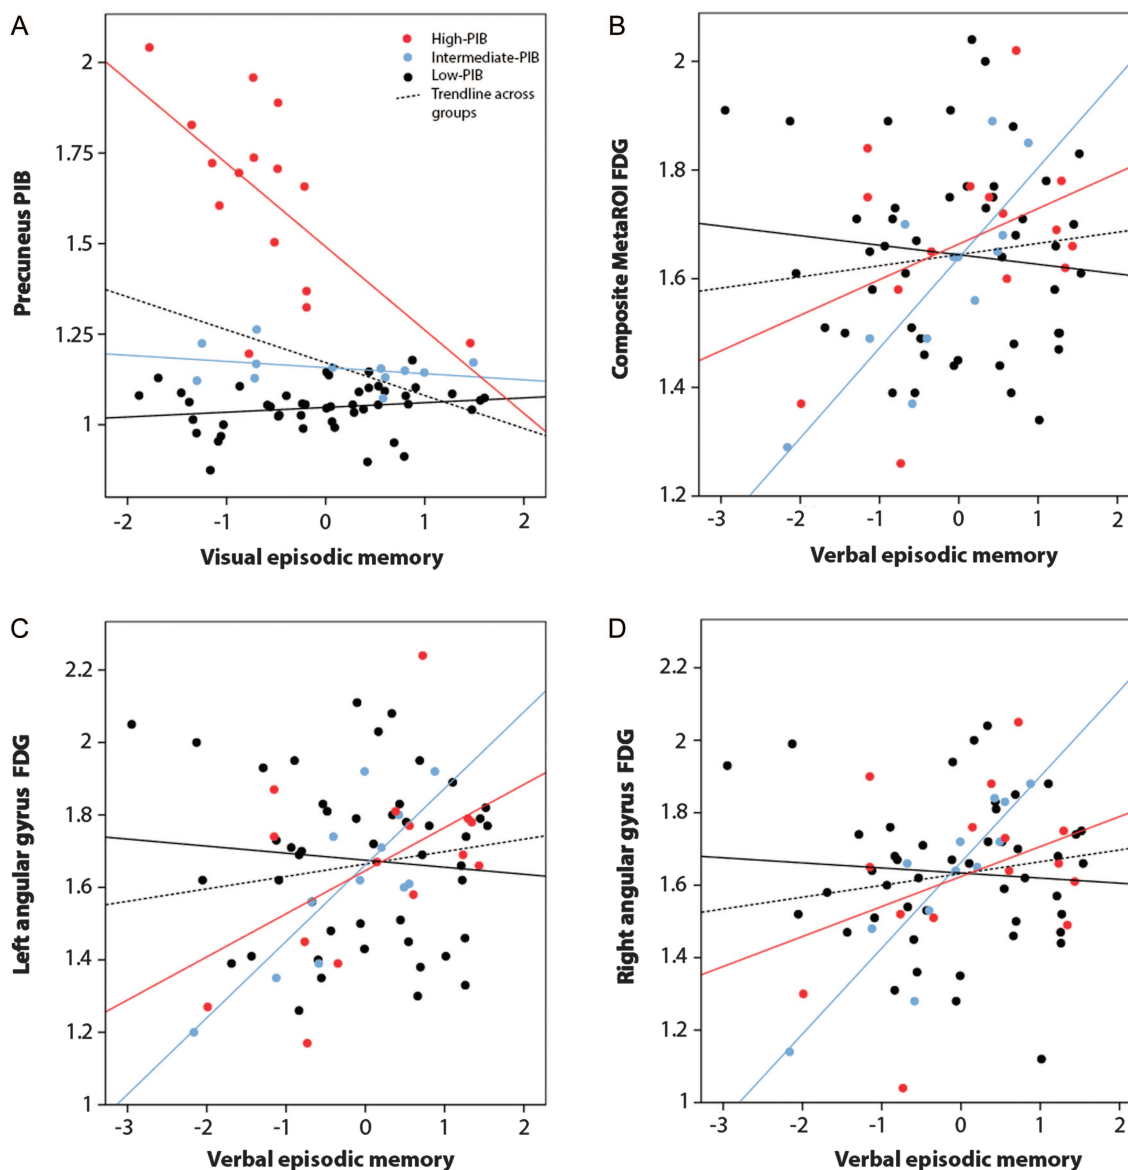 A
High-PIB
Intermediate-PIB
Low-PIB
Trendline across
groups
Precuneus PIB
2
1.75
1.5
1.25
1
-2 -1 0 1 2
Visual episodic memory
B
Composite MetaROI FDG
2
1.8
1.6
1.4
1.2
-3 -2 -1 0 1 2
Verbal episodic memory
C
Left angular gyrus FDG
2.2
2
1.8
1.6
1.4
1.2
1
-3 -2 -1 0 1 2
Verbal episodic memory
D
Right angular gyrus FDG
2.2
2
1.8
1.6
1.4
1.2
1
-3 -2 -1 0 1 2
Verbal episodic memory